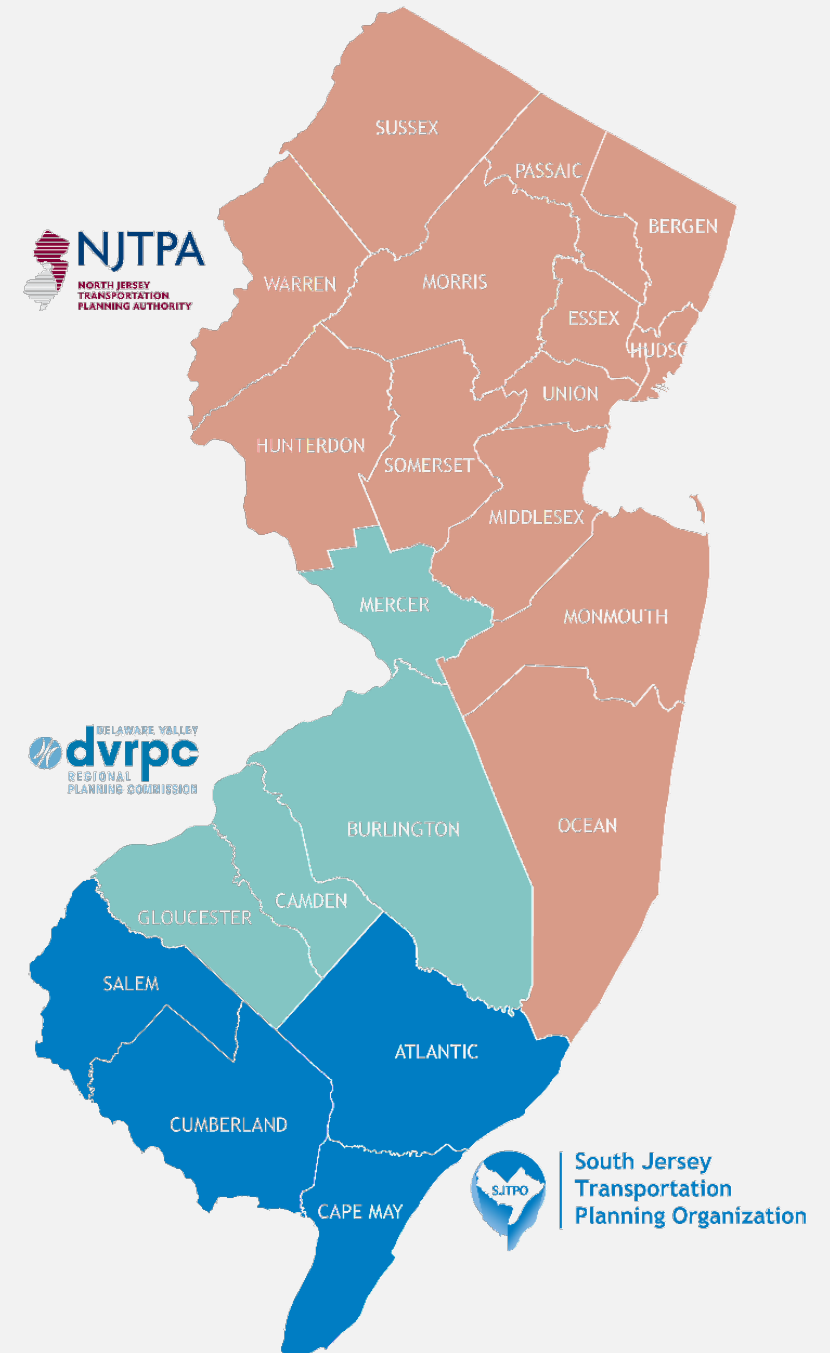 SUSSEX
PASSAIC
BERGEN
NJTPA
NORTH JERSEY
TRANSPORTATION
PLANNING AUTHORITY
WARREN
MORRIS
ESSEX
HUDSO
UNION
HUNTERDON
SOMERSET
MIDDLESEX
MERCER
MONMOUTH
DELAWARE VALLEY
dvrpc
REGIONAL
PLANNING COMMISSION
BURLINGTON
OCEAN
CAMDEN
GLOUCESTER
SALEM
ATLANTIC
CUMBERLAND
CAPE MAY
SJTPO
South Jersey
Transportation
Planning Organization